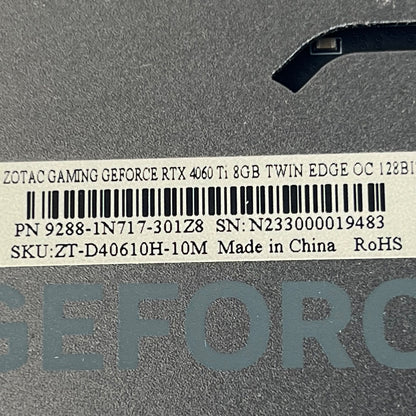 ZOTAC GAMING GEFORCE RTX 4060 Ti 8GB TWIN EDGE OC 128BI
PN 9288-1N717-301Z8 SN:N233000019483
SKU:ZT-D40610H-10M Made in China RoHS
GEFORC